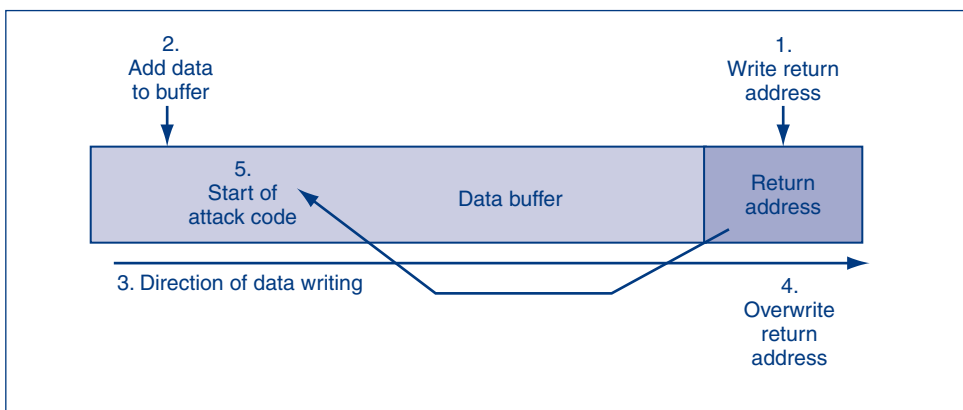 2.
Add data
to buffer
1.
Write return
address
5.
Start of
attack code
Data buffer
Return
address
3. Direction of data writing
4.
Overwrite
return
address